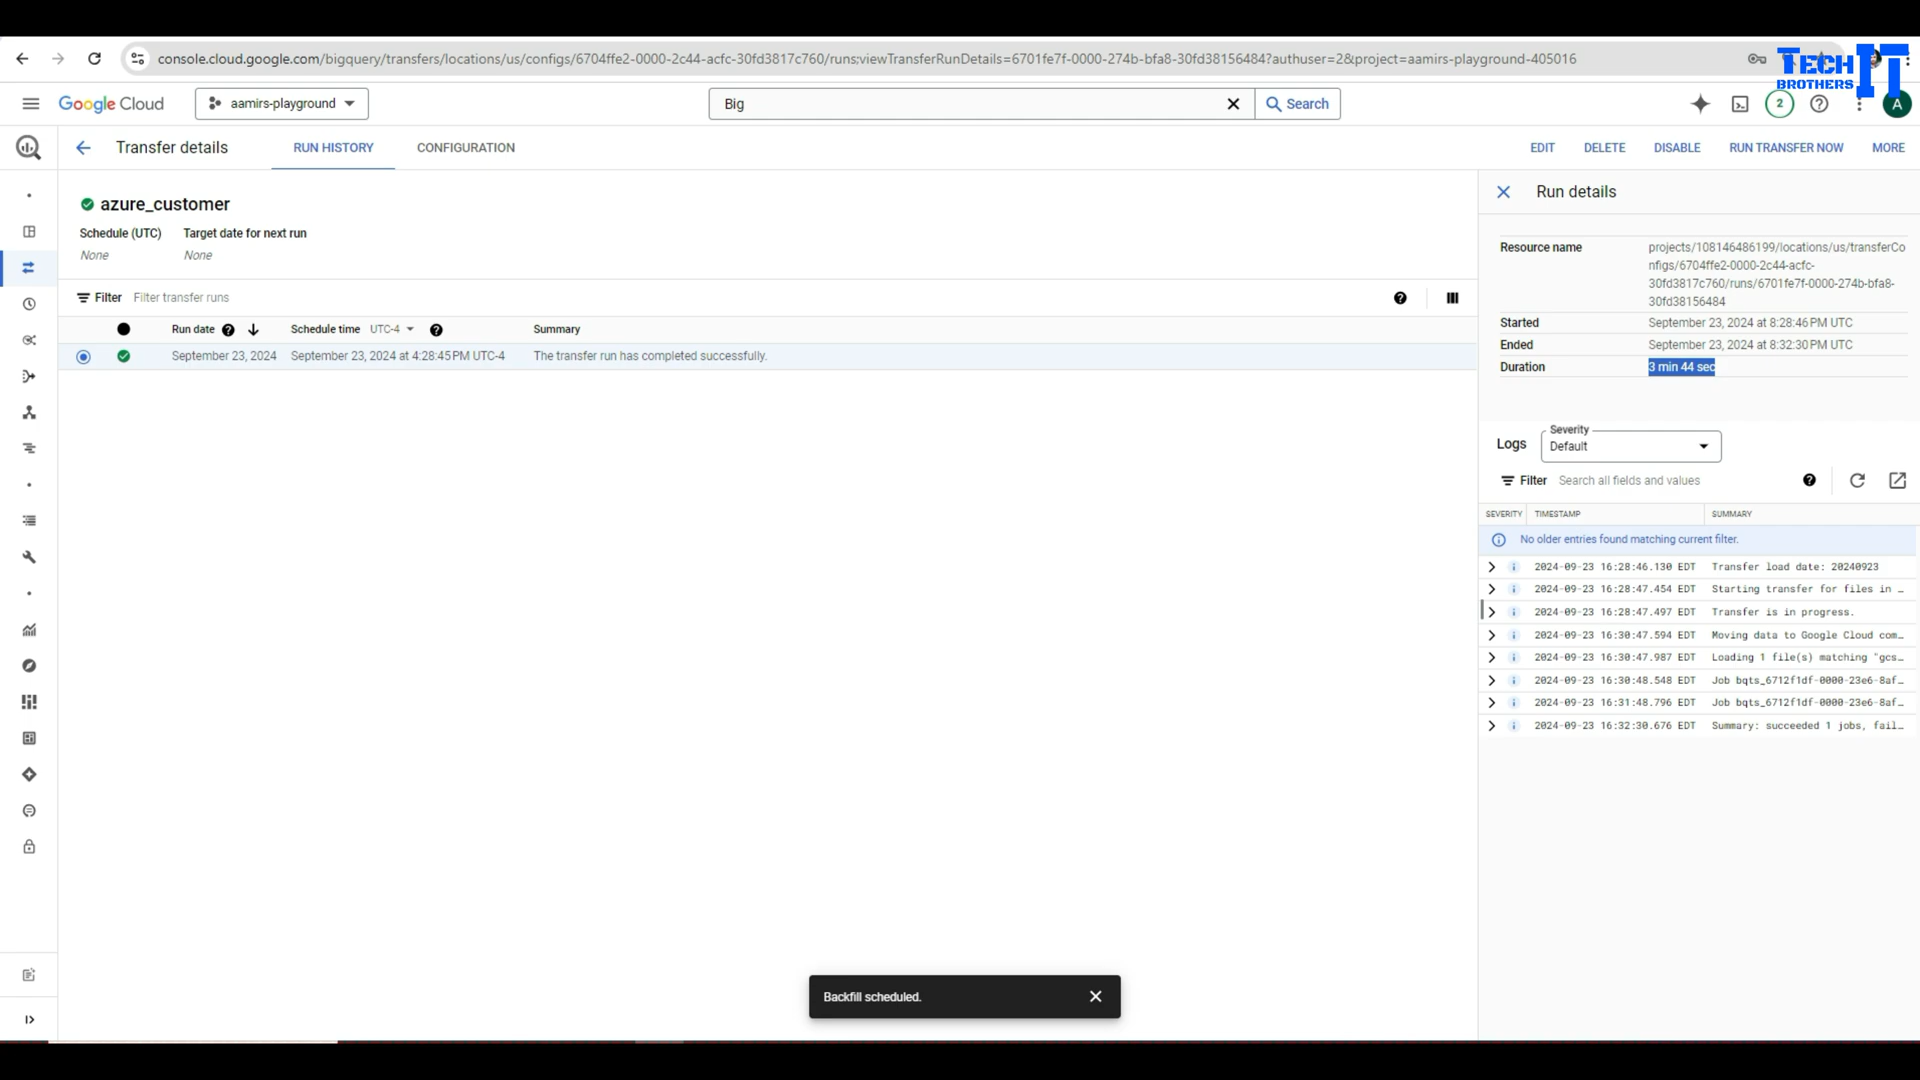 console.cloud.google.com/bigquery/transfers/locations/us/configs/6704ffe2-0000-2c44-acfc-30fd3817c760/runs;viewTransferRunDetails=6701fe7f-0000-274b-bfa8-30fd38156484?authuser=2&project=aamirs-playground-405016
TECH IT
BROTHERS
Google Cloud
aamirs-playground
Big
Search
2
A
Transfer details
RUN HISTORY
CONFIGURATION
EDIT
DELETE
DISABLE
RUN TRANSFER NOW
MORE
azure_customer
Schedule (UTC) Target date for next run
None None
Filter Filter transfer runs
Run date Schedule time UTC-4 Summary
September 23, 2024 September 23, 2024 at 4:28:45 PM UTC-4 The transfer run has completed successfully.
Run details
Resource name projects/108146486199/locations/us/transferCo
nfigs/6704ffe2-0000-2c44-acfc-
30fd3817c760/runs/6701fe7f-0000-274b-bfa8-
30fd38156484
Started September 23, 2024 at 8:28:46 PM UTC
Ended September 23, 2024 at 8:32:30 PM UTC
Duration 3 min 44 sec
Logs
Severity
Default
Filter Search all fields and values
SEVERITY TIMESTAMP SUMMARY
No older entries found matching current filter.
2024-09-23 16:28:46.130 EDT Transfer load date: 20240923
2024-09-23 16:28:47.454 EDT Starting transfer for files in …
2024-09-23 16:28:47.497 EDT Transfer is in progress.
2024-09-23 16:30:47.594 EDT Moving data to Google Cloud com…
2024-09-23 16:30:47.987 EDT Loading 1 file(s) matching "gcs…
2024-09-23 16:30:48.548 EDT Job bqts_6712f1df-0000-23e6-8af…
2024-09-23 16:31:48.796 EDT Job bqts_6712f1df-0000-23e6-8af…
2024-09-23 16:32:30.676 EDT Summary: succeeded 1 jobs, fail…
Backfill scheduled.